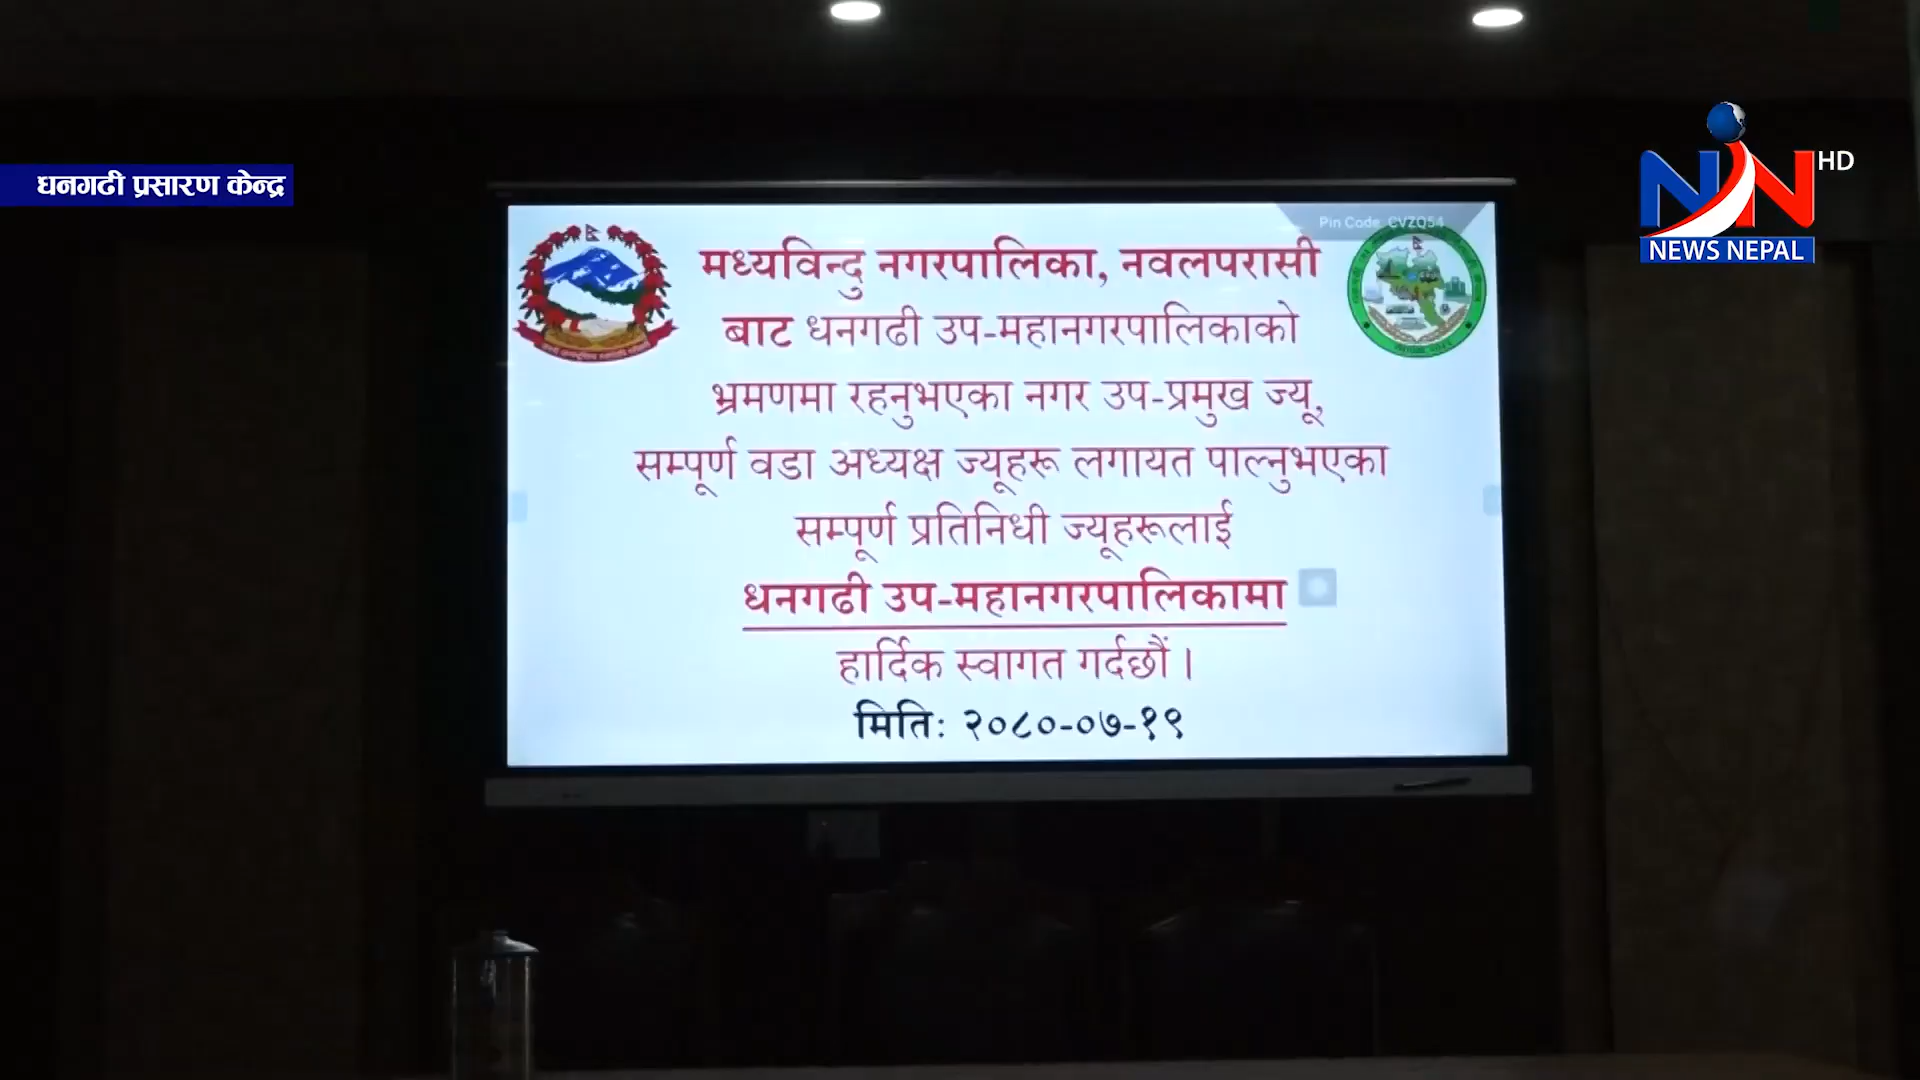 धनगढी प्रसारण केन्द्र
HD
NN
NEWS NEPAL
Pin Code: CVZQ54
मध्यविन्दु नगरपालिका, नवलपरासी
बाट धनगढी उप-महानगरपालिकाको
भ्रमणमा रहनुभएका नगर उप-प्रमुख ज्यू,
सम्पूर्ण वडा अध्यक्ष ज्यूहरू लगायत पाल्नुभएका
सम्पूर्ण प्रतिनिधी ज्यूहरूलाई
धनगढी उप-महानगरपालिकामा
हार्दिक स्वागत गर्दछौं ।
मितिः २०८०-०७-१९